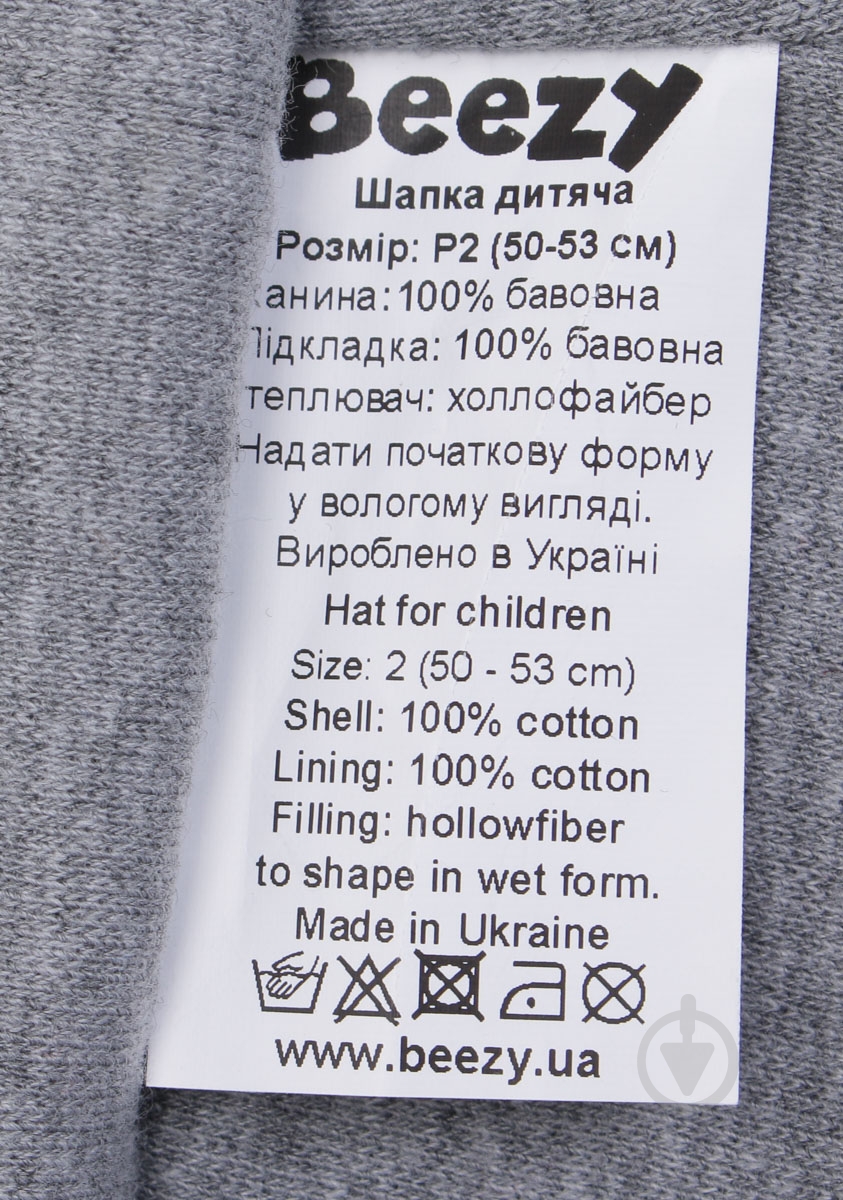 Beezy
Шапка дитяча
Розмір: Р2 (50-53 см)
канина: 100% бавовна
Підкладка: 100% бавовна
теплювач: холлофайбер
Надати початкову форму
у вологому вигляді.
Вироблено в Україні
Hat for children
Size: 2 (50 - 53 cm)
Shell: 100% cotton
Lining: 100% cotton
Filling: hollowfiber
to shape in wet form.
Made in Ukraine
www.beezy.ua